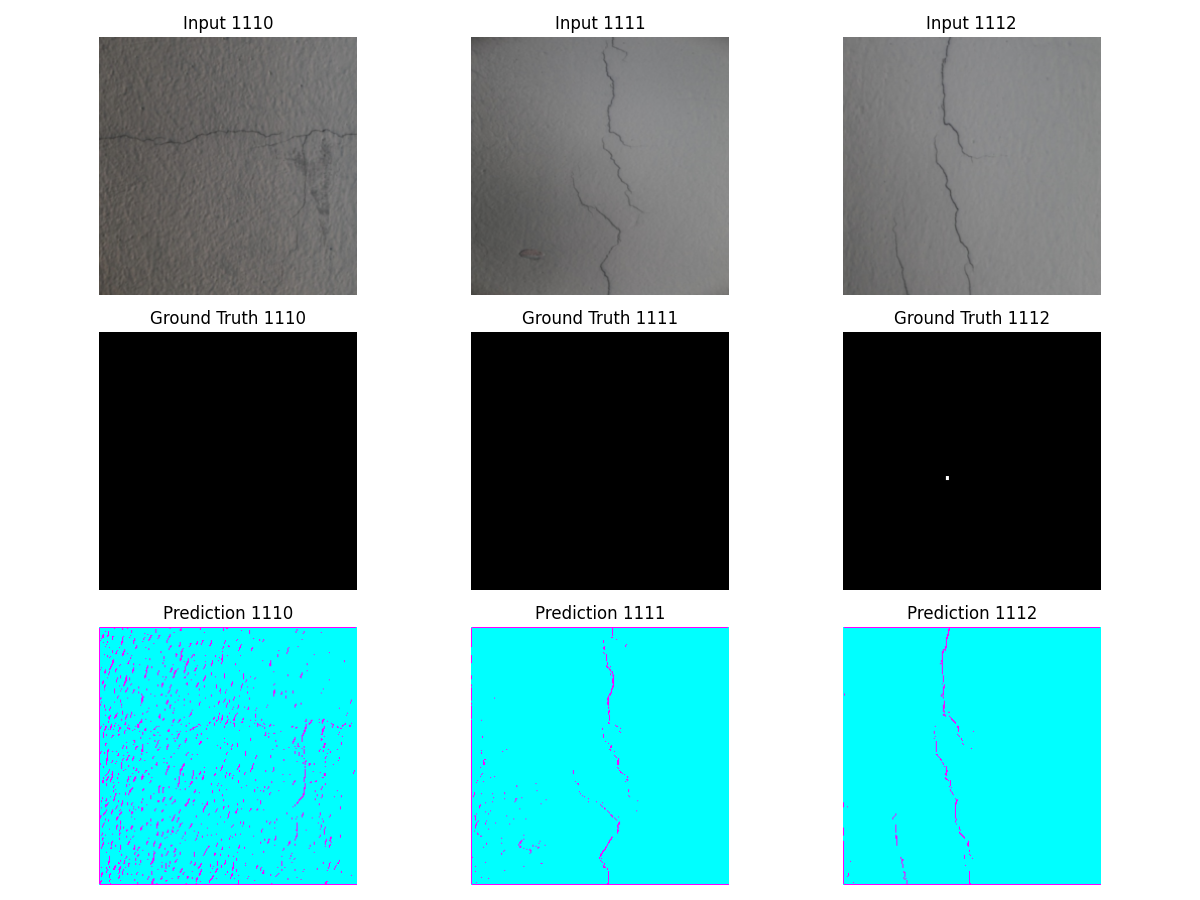 Input 1110
Input 1111
Input 1112
Ground Truth 1110
Ground Truth 1111
Ground Truth 1112
Prediction 1110
Prediction 1111
Prediction 1112